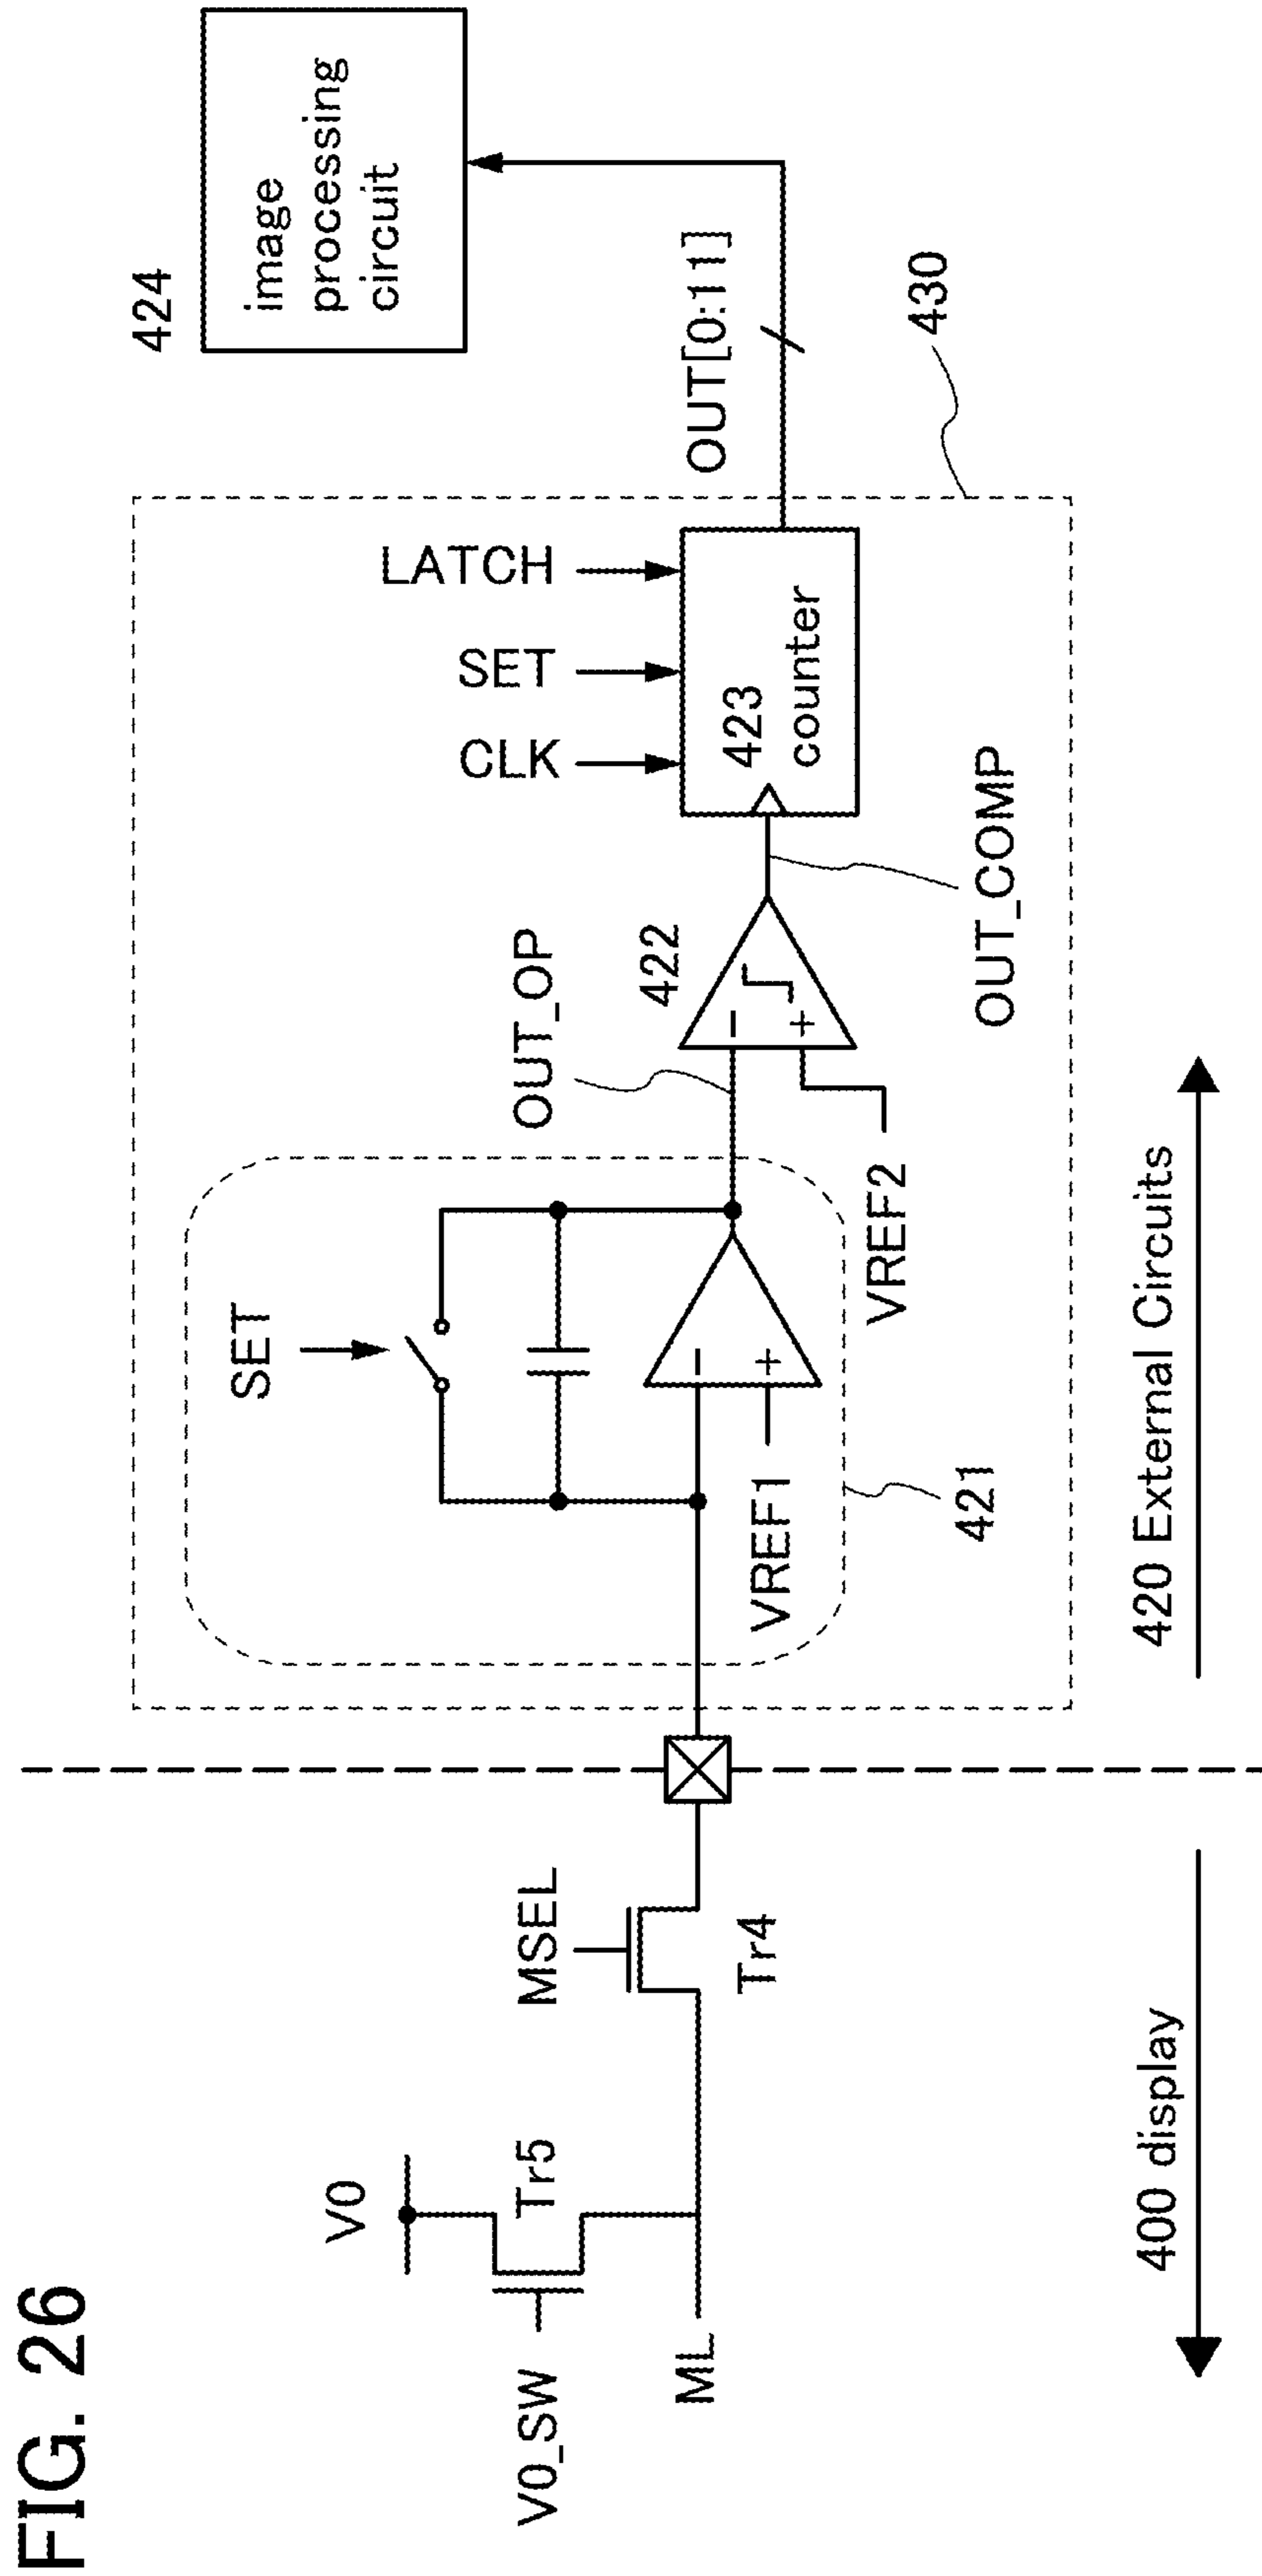 FIG. 26
V0
V0_SW
Tr5
ML
MSEL
Tr4
400 display
420 External Circuits
SET
−
+
VREF1
421
OUT_OP
422
−
+
VREF2
OUT_COMP
CLK
SET
LATCH
423
counter
430
OUT[0:11]
424
image
processing
circuit